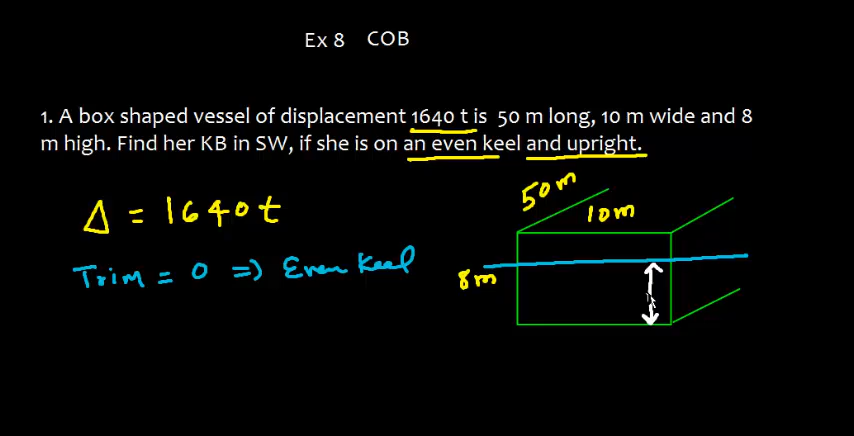 Ex 8 COB
1. A box shaped vessel of displacement 1640 t is 50 m long, 10 m wide and 8
m high. Find her KB in SW, if she is on an even keel and upright.
50m
Δ = 1640t
10m
Trim = 0 ⇒ Even Keel
8m